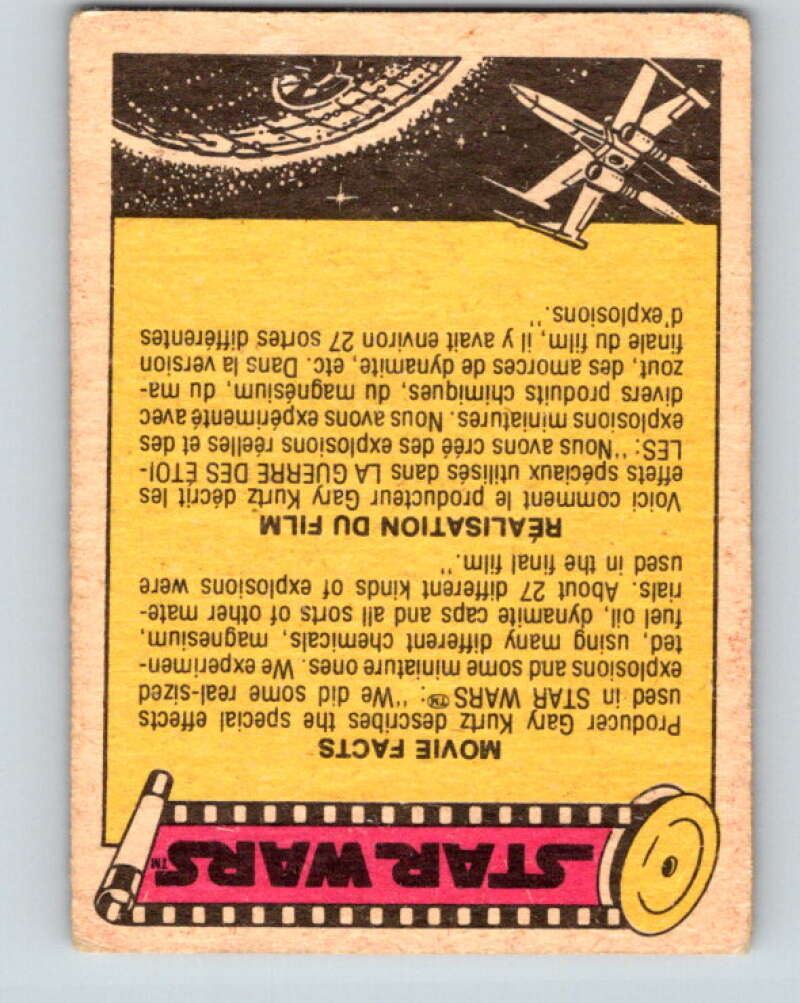 STAR WARS™
MOVIE FACTS
Producer Gary Kurtz describes the special effects
used in STAR WARS™: "We did some real-sized
explosions and some miniature ones. We experimen-
ted, using many different chemicals, magnesium,
fuel oil, dynamite caps and all sorts of other mate-
rials. About 27 different kinds of explosions were
used in the final film."
RÉALISATION DU FILM
Voici comment le producteur Gary Kurtz décrit les
effets spéciaux utilisés dans LA GUERRE DES ÉTOI-
LES: "Nous avons créé des explosions réelles et des
explosions miniatures. Nous avons expérimenté avec
divers produits chimiques, du magnésium, du ma-
zout, des amorces de dynamite, etc. Dans la version
finale du film, il y avait environ 27 sortes différentes
d'explosions."